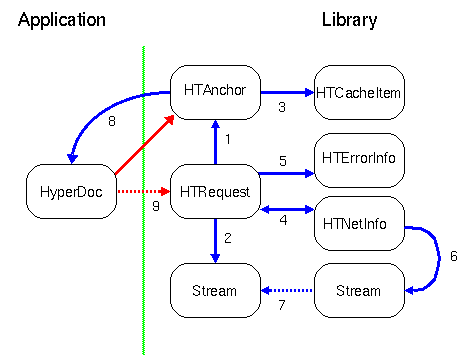 Application Library
HTAnchor
HTCacheItem
3
8
1
HTErrorInfo
5
HyperDoc
HTRequest
9
4
HTNetInfo
2
6
Stream
Stream
7